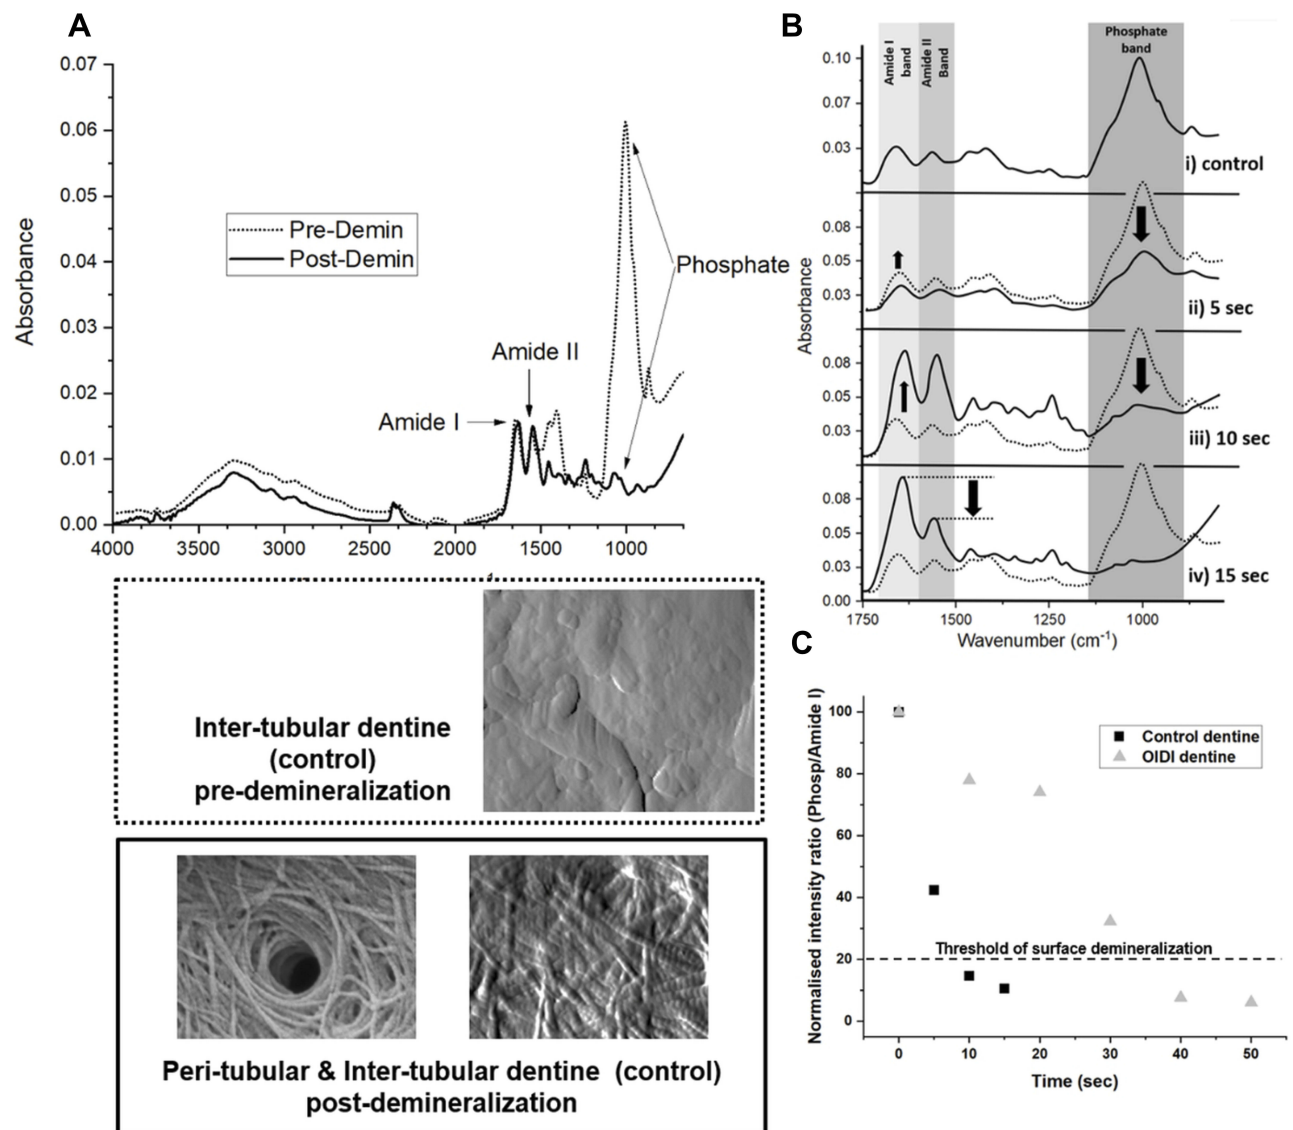 A
0.07
0.06
0.05
0.04
0.03
0.02
0.01
0.00
Absorbance
Pre-Demin
Post-Demin
Phosphate
Amide II
Amide I
4000
3500
3000
2500
2000
1500
1000
Inter-tubular dentine
(control)
pre-demineralization
Peri-tubular & Inter-tubular dentine (control)
post-demineralization
B
Amide I
band
Amide II
Band
Phosphate
band
0.10
0.07
0.03
i) control
0.08
0.05
0.03
ii) 5 sec
Absorbance
0.08
0.05
0.03
iii) 10 sec
0.08
0.05
0.03
0.00
iv) 15 sec
1750
1500
1250
1000
Wavenumber (cm⁻¹)
C
Normalised intensity ratio (Phosp/Amide I)
100
80
60
40
20
0
Control dentine
OIDI dentine
Threshold of surface demineralization
0
10
20
30
40
50
Time (sec)